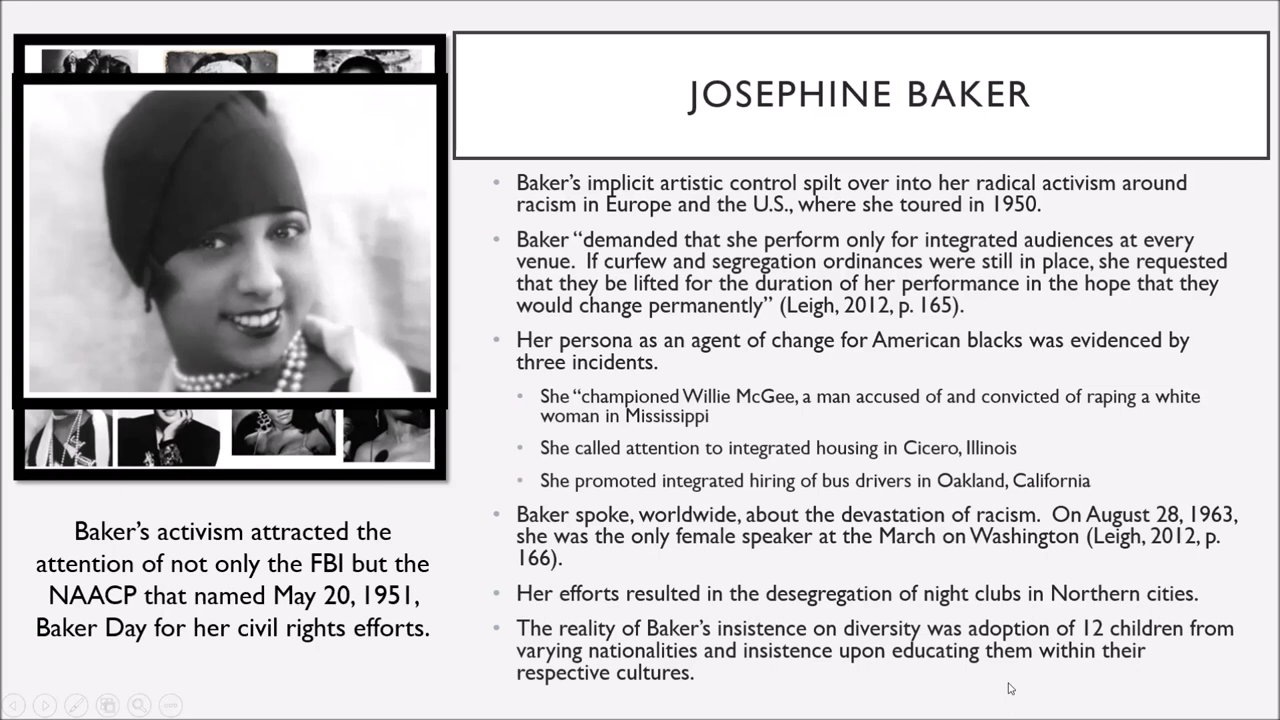 JOSEPHINE BAKER
Baker’s implicit artistic control spilt over into her radical activism around
racism in Europe and the U.S., where she toured in 1950.
Baker “demanded that she perform only for integrated audiences at every
venue.  If curfew and segregation ordinances were still in place, she requested
that they be lifted for the duration of her performance in the hope that they
would change permanently” (Leigh, 2012, p. 165).
Her persona as an agent of change for American blacks was evidenced by
three incidents.
She “championed Willie McGee, a man accused of and convicted of raping a white
woman in Mississippi
She called attention to integrated housing in Cicero, Illinois
She promoted integrated hiring of bus drivers in Oakland, California
Baker spoke, worldwide, about the devastation of racism.  On August 28, 1963,
she was the only female speaker at the March on Washington (Leigh, 2012, p.
166).
Her efforts resulted in the desegregation of night clubs in Northern cities.
The reality of Baker’s insistence on diversity was adoption of 12 children from
varying nationalities and insistence upon educating them within their
respective cultures.
Baker’s activism attracted the
attention of not only the FBI but the
NAACP that named May 20, 1951,
Baker Day for her civil rights efforts.